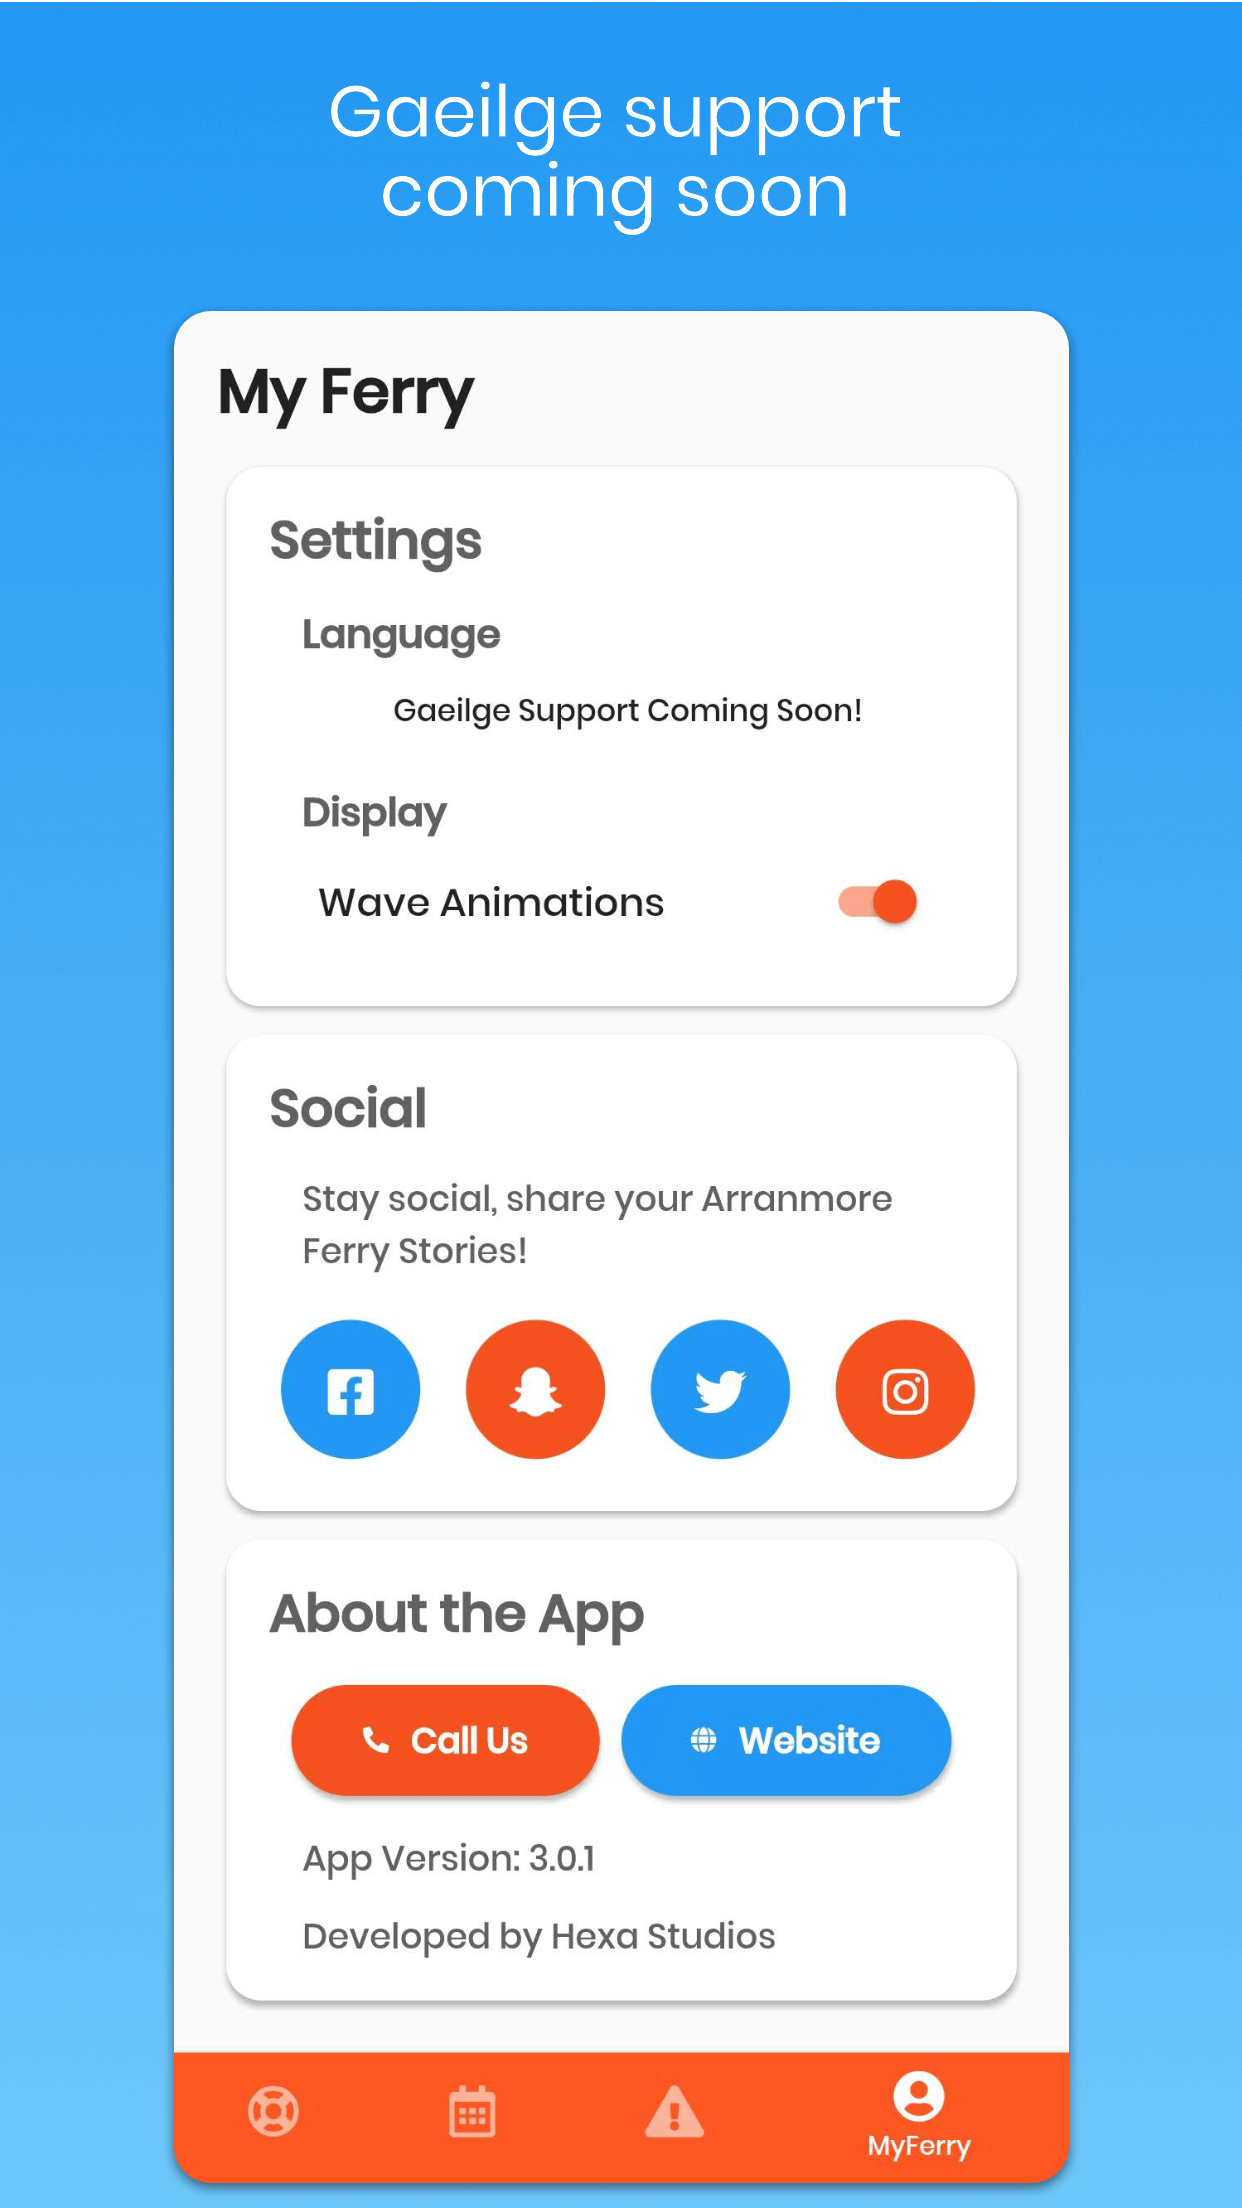 Gaeilge support
coming soon
My Ferry
Settings
Language
Gaeilge Support Coming Soon!
Display
Wave Animations
Social
Stay social, share your Arranmore
Ferry Stories!
About the App
Call Us
Website
App Version: 3.0.1
Developed by Hexa Studios
MyFerry